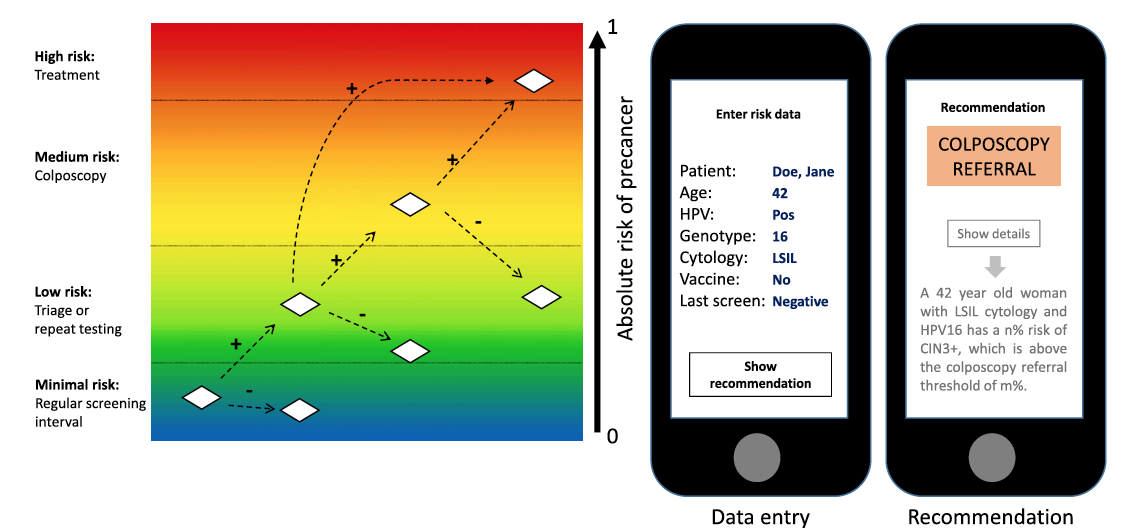 High risk:
Treatment
Medium risk:
Colposcopy
Low risk:
Triage or
repeat testing
Minimal risk:
Regular screening
interval
+
+
-
+
-
+
-
1
Absolute risk of precancer
0
Enter risk data
Patient: Doe, Jane
Age: 42
HPV: Pos
Genotype: 16
Cytology: LSIL
Vaccine: No
Last screen: Negative
Show
recommendation
Data entry
Recommendation
COLPOSCOPY
REFERRAL
Show details
A 42 year old woman
with LSIL cytology and
HPV16 has a n% risk of
CIN3+, which is above
the colposcopy referral
threshold of m%.
Recommendation